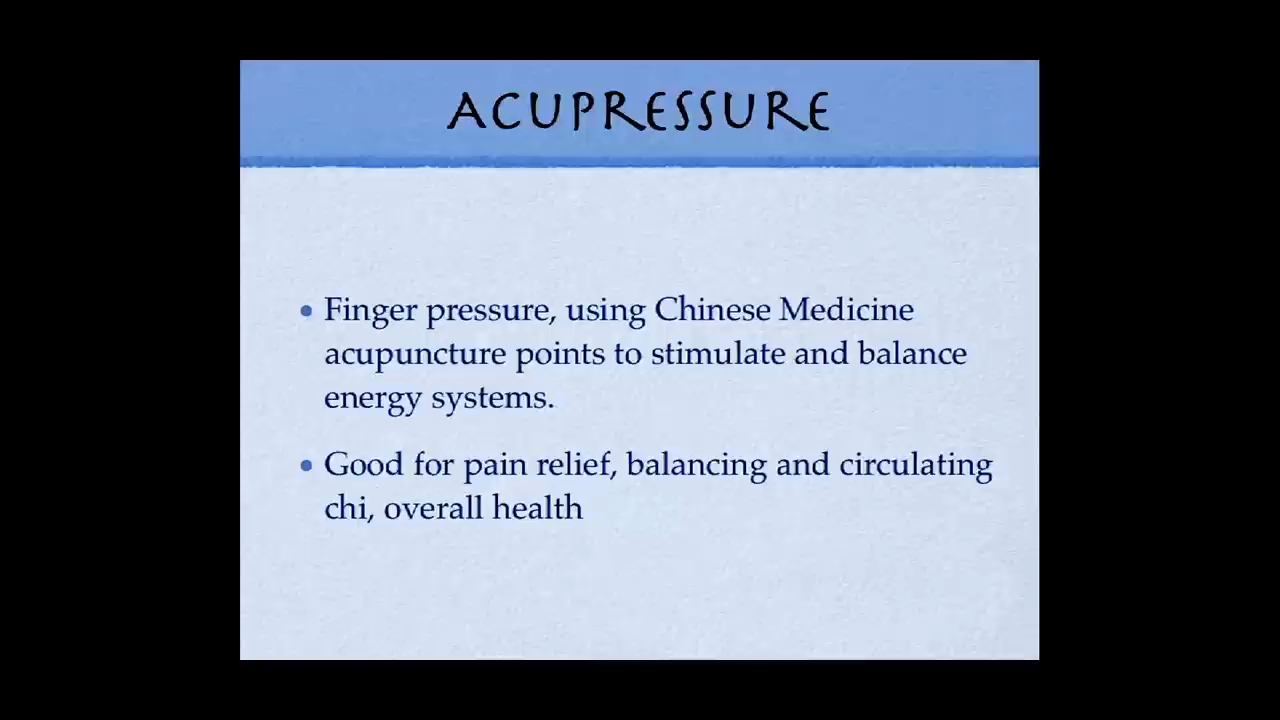 ACUPRESSURE
• Finger pressure, using Chinese Medicine
acupuncture points to stimulate and balance
energy systems.
• Good for pain relief, balancing and circulating
chi, overall health